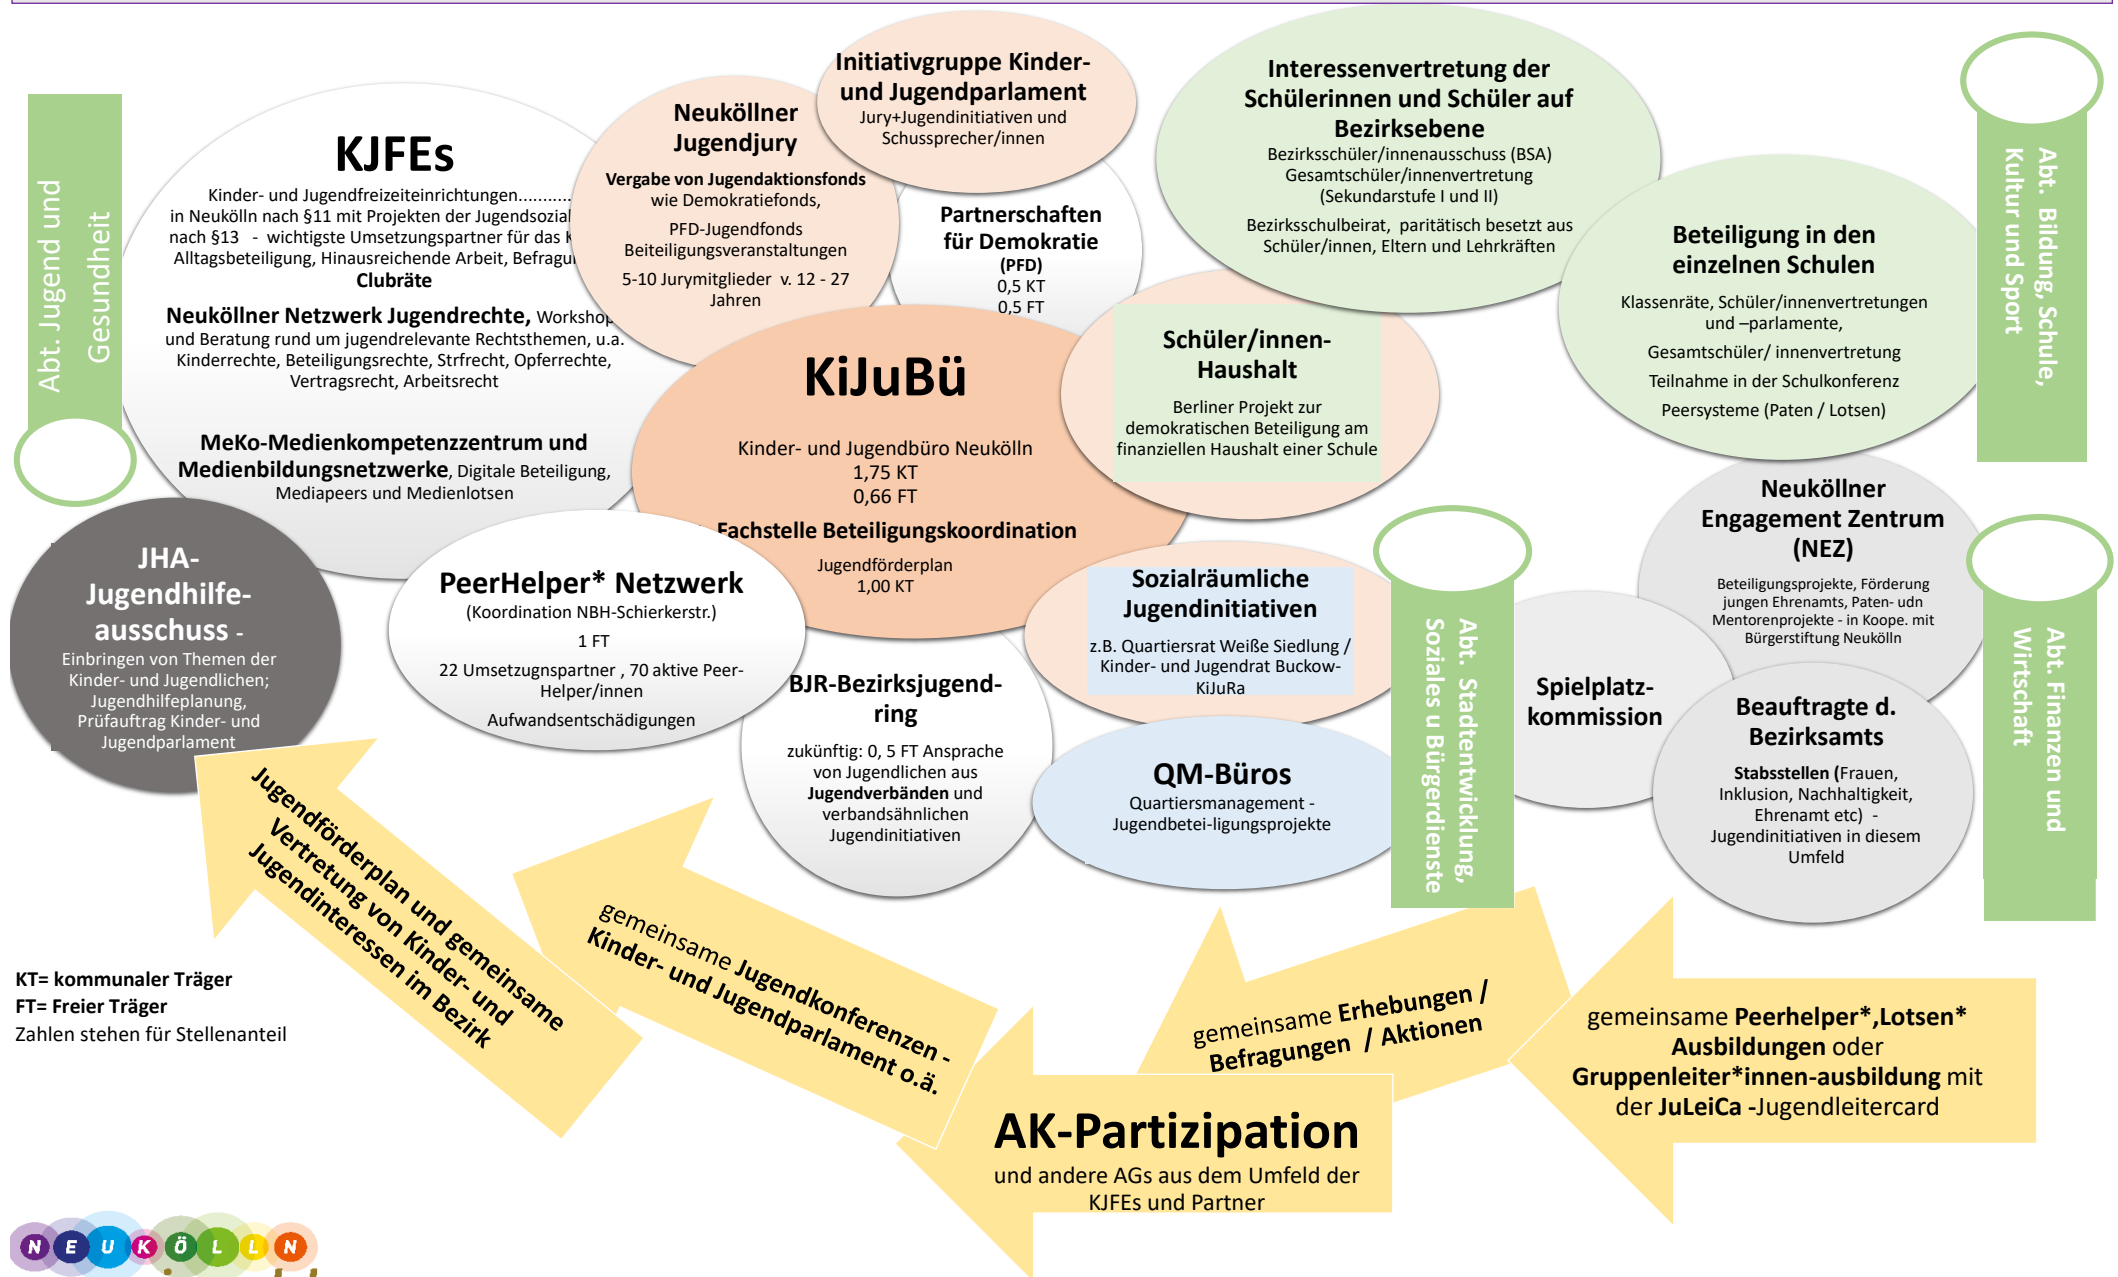 Abt. Jugend und
Gesundheit
KJFEs
Kinder- und Jugendfreizeiteinrichtungen...........
in Neukölln nach §11 mit Projekten der Jugendsozial
nach §13 - wichtigste Umsetzungspartner für das K
Alltagsbeteiligung, Hinausreichende Arbeit, Befragun
Clubräte
Neuköllner Netzwerk Jugendrechte, Workshop
und Beratung rund um jugendrelevante Rechtsthemen, u.a.
Kinderrechte, Beteiligungsrechte, Strfrecht, Opferrechte,
Vertragsrecht, Arbeitsrecht
MeKo-Medienkompetenzzentrum und
Medienbildungsnetzwerke, Digitale Beteiligung,
Mediapeers und Medienlotsen
Neuköllner
Jugendjury
Vergabe von Jugendaktionsfonds
wie Demokratiefonds,
PFD-Jugendfonds
Beiteiligungsveranstaltungen
5-10 Jurymitglieder v. 12 - 27
Jahren
Initiativgruppe Kinder-
und Jugendparlament
Jury+Jugendinitiativen und
Schussprecher/innen
Partnerschaften
für Demokratie
(PFD)
0,5 KT
0,5 FT
Interessenvertretung der
Schülerinnen und Schüler auf
Bezirksebene
Bezirksschüler/innenausschuss (BSA)
Gesamtschüler/innenvertretung
(Sekundarstufe I und II)
Bezirksschulbeirat, paritätisch besetzt aus
Schüler/innen, Eltern und Lehrkräften
Beteiligung in den
einzelnen Schulen
Klassenräte, Schüler/innenvertretungen
und –parlamente,
Gesamtschüler/ innenvertretung
Teilnahme in der Schulkonferenz
Peersysteme (Paten / Lotsen)
Abt. Bildung, Schule,
Kultur und Sport
KiJuBü
Kinder- und Jugendbüro Neukölln
1,75 KT
0,66 FT
Fachstelle Beteiligungskoordination
Jugendförderplan
1,00 KT
Schüler/innen-
Haushalt
Berliner Projekt zur
demokratischen Beteiligung am
finanziellen Haushalt einer Schule
JHA-
Jugendhilfe-
ausschuss -
Einbringen von Themen der
Kinder- und Jugendlichen;
Jugendhilfeplanung,
Prüfauftrag Kinder- und
Jugendparlament
PeerHelper* Netzwerk
(Koordination NBH-Schierkerstr.)
1 FT
22 Umsetzugnspartner , 70 aktive Peer-
Helper/innen
Aufwandsentschädigungen
BJR-Bezirksjugend-
ring
zukünftig: 0, 5 FT Ansprache
von Jugendlichen aus
Jugendverbänden und
verbandsähnlichen
Jugendinitiativen
Sozialräumliche
Jugendinitiativen
z.B. Quartiersrat Weiße Siedlung /
Kinder- und Jugendrat Buckow-
KiJuRa
QM-Büros
Quartiersmanagement -
Jugendbetei-ligungsprojekte
Abt. Stadtentwicklung,
Soziales u Bürgerdienste
Spielplatz-
kommission
Neuköllner
Engagement Zentrum
(NEZ)
Beteiligungsprojekte, Förderung
jungen Ehrenamts, Paten- udn
Mentorenprojekte - in Koope. mit
Bürgerstiftung Neukölln
Beauftragte d.
Bezirksamts
Stabsstellen (Frauen,
Inklusion, Nachhaltigkeit,
Ehrenamt etc) -
Jugendinitiativen in diesem
Umfeld
Abt. Finanzen und
Wirtschaft
Jugendförderplan und gemeinsame
Vertretung von Kinder- und
Jugendinteressen im Bezirk
gemeinsame Jugendkonferenzen -
Kinder- und Jugendparlament o.ä.
gemeinsame Erhebungen /
Befragungen / Aktionen
gemeinsame Peerhelper*,Lotsen*
Ausbildungen oder
Gruppenleiter*innen-ausbildung mit
der JuLeiCa -Jugendleitercard
AK-Partizipation
und andere AGs aus dem Umfeld der
KJFEs und Partner
KT= kommunaler Träger
FT= Freier Träger
Zahlen stehen für Stellenanteil
NEUKÖLLN